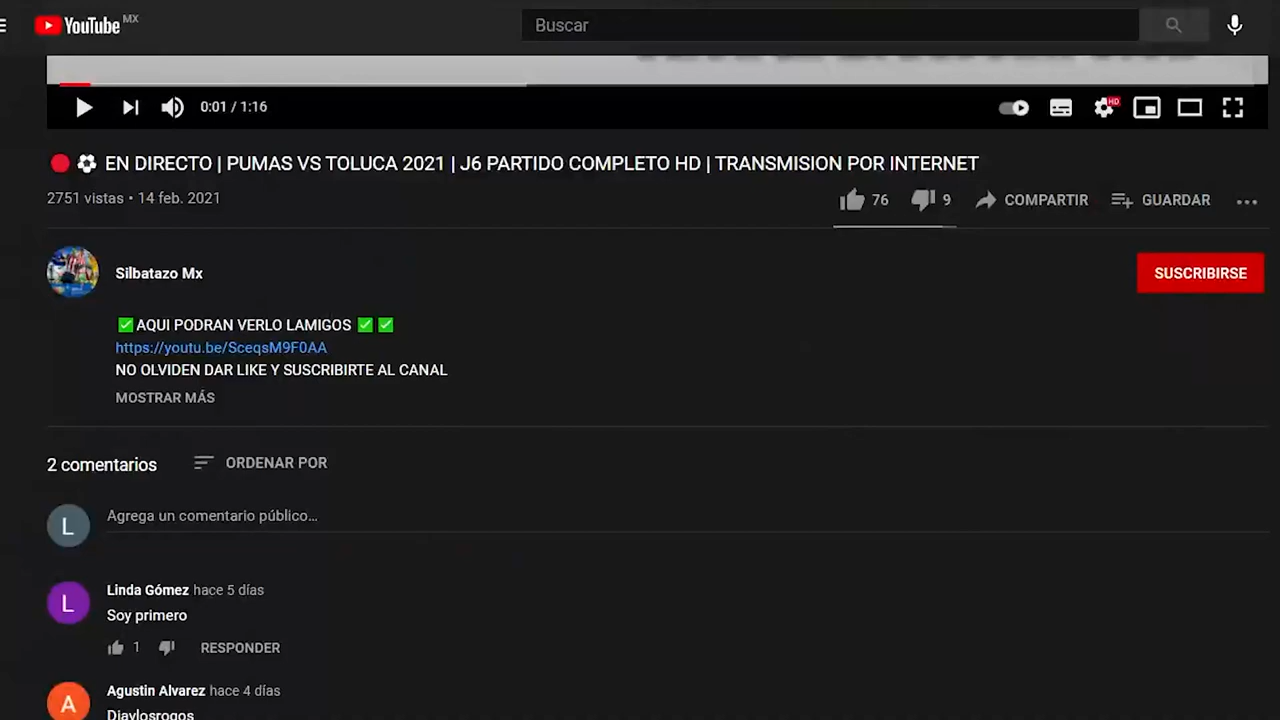 YouTube MX
Buscar
0:01 / 1:16
HD
EN DIRECTO | PUMAS VS TOLUCA 2021 | J6 PARTIDO COMPLETO HD | TRANSMISION POR INTERNET
2751 vistas • 14 feb. 2021
76
9
COMPARTIR
GUARDAR
Silbatazo Mx
SUSCRIBIRSE
✅AQUI PODRAN VERLO LAMIGOS ✅ ✅
https://youtu.be/SceqsM9F0AA
NO OLVIDEN DAR LIKE Y SUSCRIBIRTE AL CANAL
MOSTRAR MÁS
2 comentarios
ORDENAR POR
L
Agrega un comentario público...
L
Linda Gómez hace 5 días
Soy primero
1
RESPONDER
A
Agustin Alvarez hace 4 días
Diaylosrogos